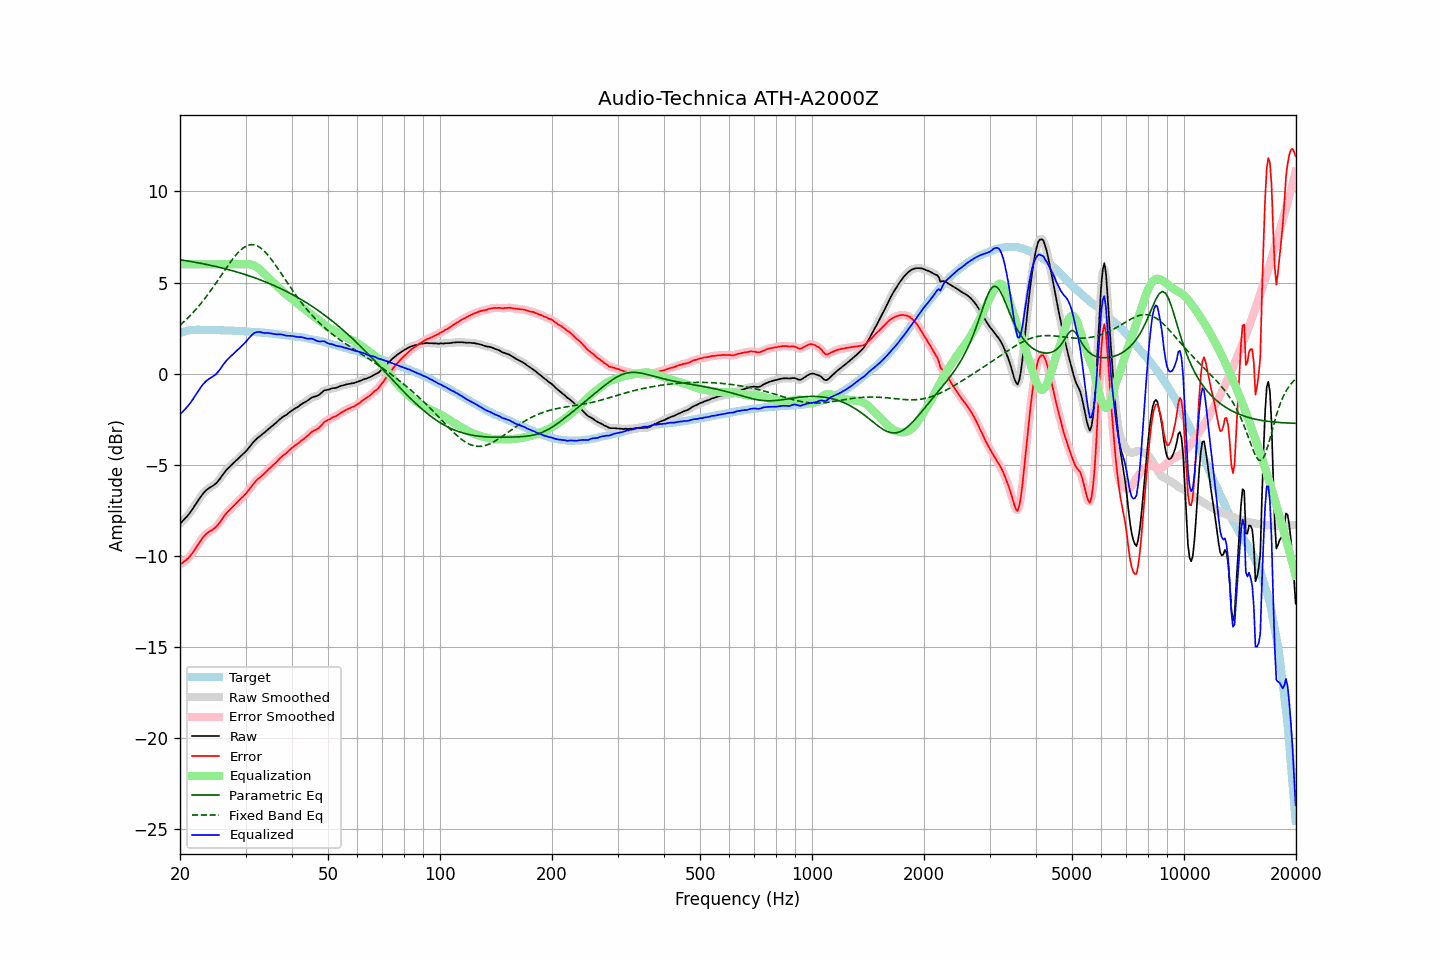 Audio-Technica ATH-A2000Z
Amplitude (dBr)
10
5
0
−5
−10
−15
−20
−25
Target
Raw Smoothed
Error Smoothed
Raw
Error
Equalization
Parametric Eq
Fixed Band Eq
Equalized
20 50 100 200 500 1000 2000 5000 10000 20000
Frequency (Hz)